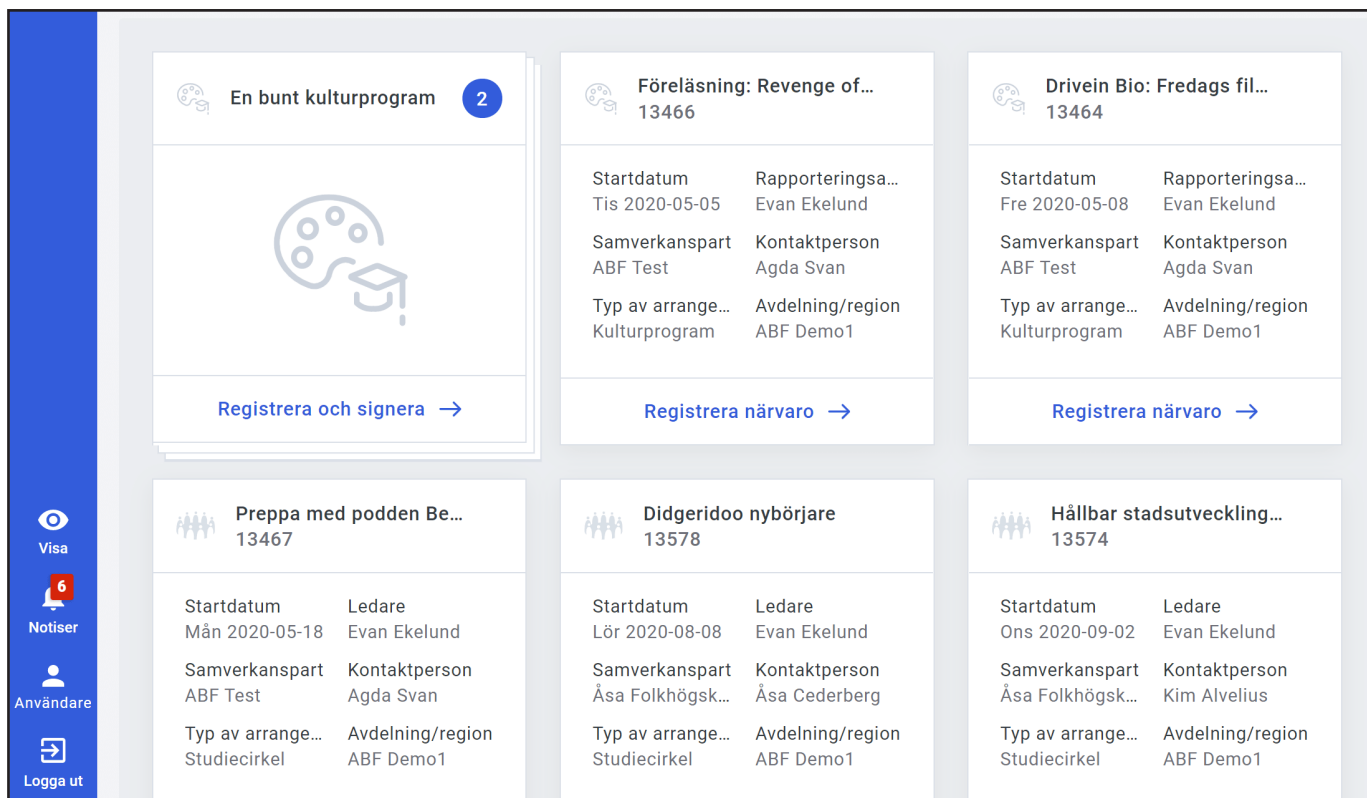 Visa
6
Notiser
Användare
Logga ut
En bunt kulturprogram
2
Registrera och signera
Föreläsning: Revenge of...
13466
Startdatum
Rapporteringsa...
Tis 2020-05-05
Evan Ekelund
Samverkanspart
Kontaktperson
ABF Test
Agda Svan
Typ av arrange...
Avdelning/region
Kulturprogram
ABF Demo1
Registrera närvaro
Drivein Bio: Fredags fil...
13464
Startdatum
Rapporteringsa...
Fre 2020-05-08
Evan Ekelund
Samverkanspart
Kontaktperson
ABF Test
Agda Svan
Typ av arrange...
Avdelning/region
Kulturprogram
ABF Demo1
Registrera närvaro
Preppa med podden Be...
13467
Startdatum
Ledare
Mån 2020-05-18
Evan Ekelund
Samverkanspart
Kontaktperson
ABF Test
Agda Svan
Typ av arrange...
Avdelning/region
Studiecirkel
ABF Demo1
Didgeridoo nybörjare
13578
Startdatum
Ledare
Lör 2020-08-08
Evan Ekelund
Samverkanspart
Kontaktperson
Åsa Folkhögsk...
Åsa Cederberg
Typ av arrange...
Avdelning/region
Studiecirkel
ABF Demo1
Hållbar stadsutveckling...
13574
Startdatum
Ledare
Ons 2020-09-02
Evan Ekelund
Samverkanspart
Kontaktperson
Åsa Folkhögsk...
Kim Alvelius
Typ av arrange...
Avdelning/region
Studiecirkel
ABF Demo1